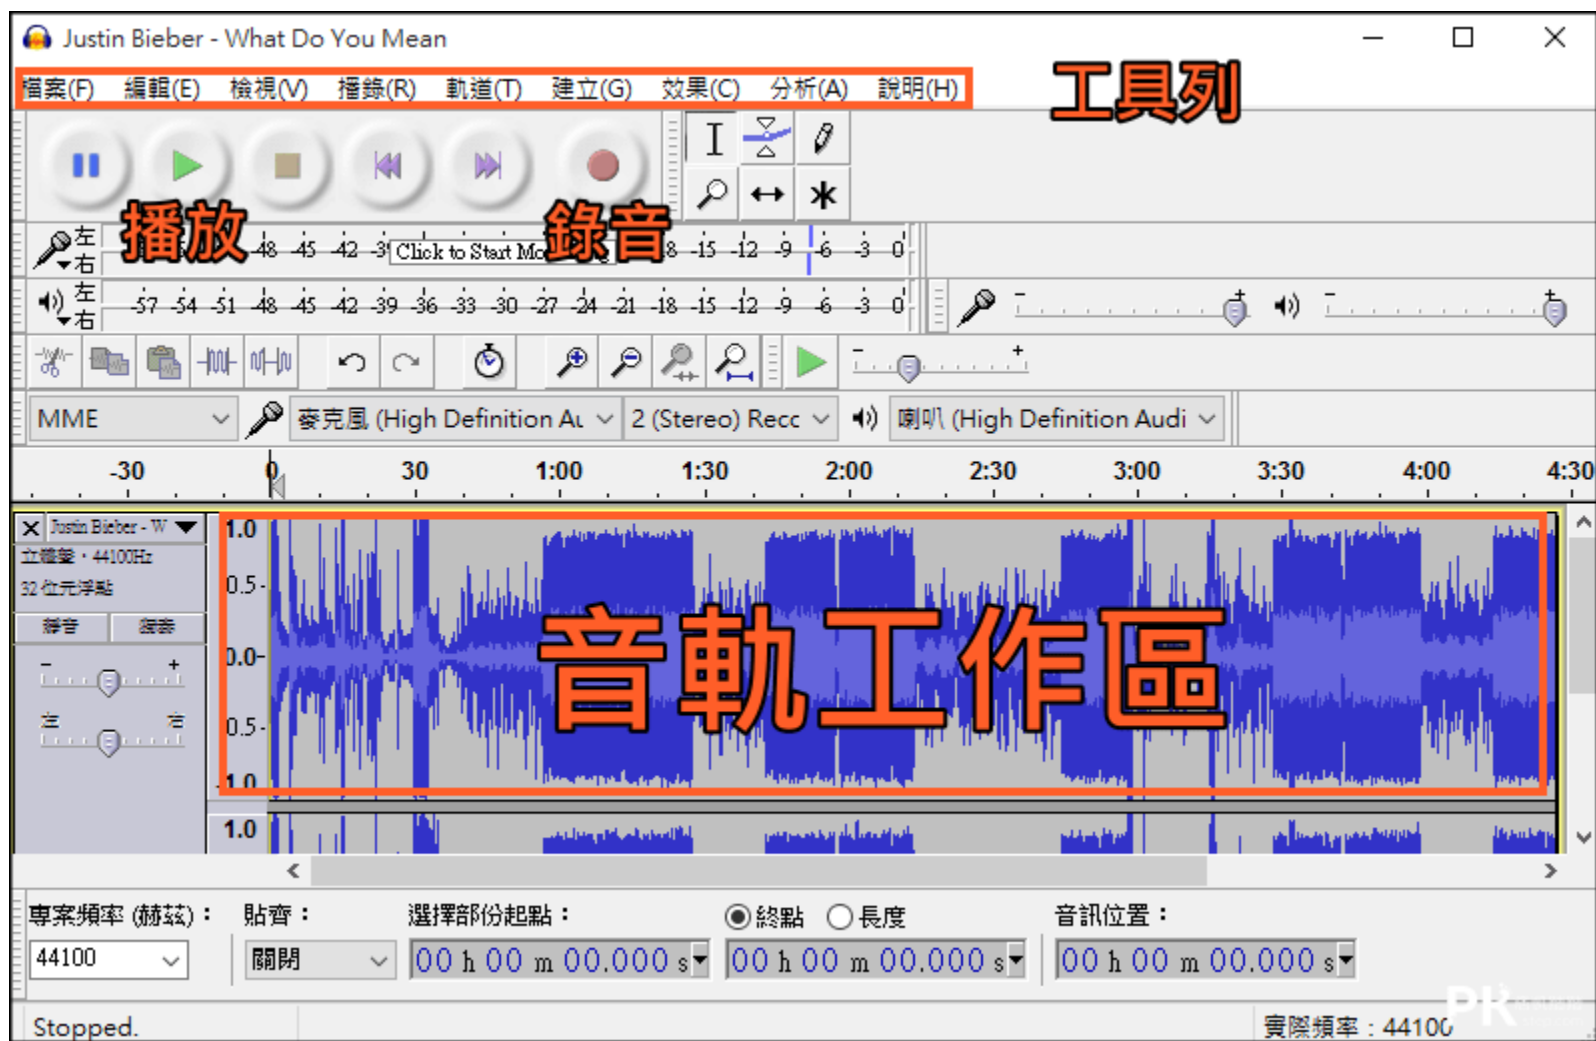 Justin Bieber - What Do You Mean
檔案(F) 編輯(E) 檢視(V) 播錄(R) 軌道(T) 建立(G) 效果(C) 分析(A) 說明(H)
工具列
播放
錄音
左 -48 -45 -42 Click to Start -15 -12 -9 -6 -3 0
右
左 -57 -54 -51 -48 -45 -42 -39 -36 -33 -30 -27 -24 -21 -18 -15 -12 -9 -6 -3 0
右
- + - +
- +
MME 麥克風 (High Definition Au 2 (Stereo) Recc 喇叭 (High Definition Audi
-30 0 30 1:00 1:30 2:00 2:30 3:00 3:30 4:00 4:30
Justin Bieber - W 1.0
立體聲，44100Hz
32 位元浮點 0.5
靜音
- + 0.0
左 右 0.5
-1.0
音軌工作區
1.0
專案頻率 (赫茲)： 貼齊： 選擇部份起點： 終點 長度 音訊位置：
44100 關閉 00 h 00 m 00.000 s 00 h 00 m 00.000 s 00 h 00 m 00.000 s
PK
Stopped. 實際頻率：44100